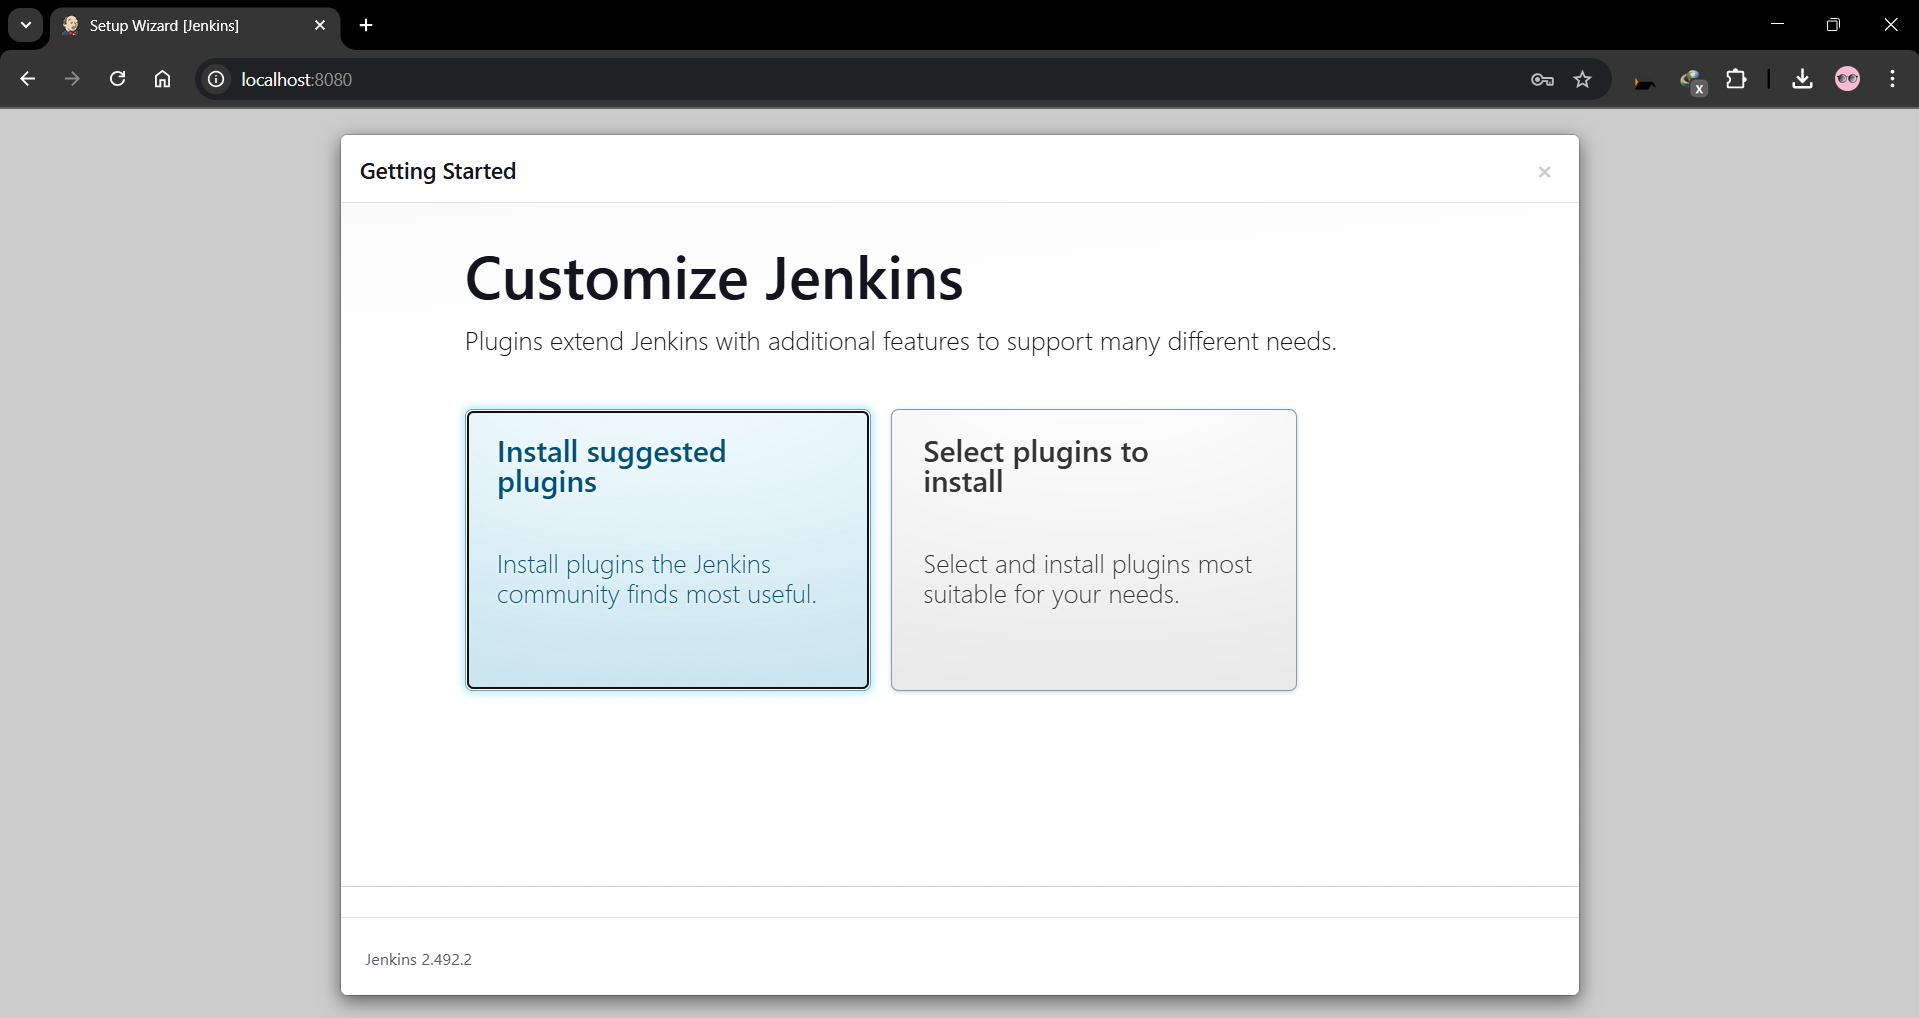 Setup Wizard [Jenkins]
localhost:8080
x
Getting Started
×
Customize Jenkins
Plugins extend Jenkins with additional features to support many different needs.
Install suggested
plugins
Install plugins the Jenkins
community finds most useful.
Select plugins to
install
Select and install plugins most
suitable for your needs.
Jenkins 2.492.2